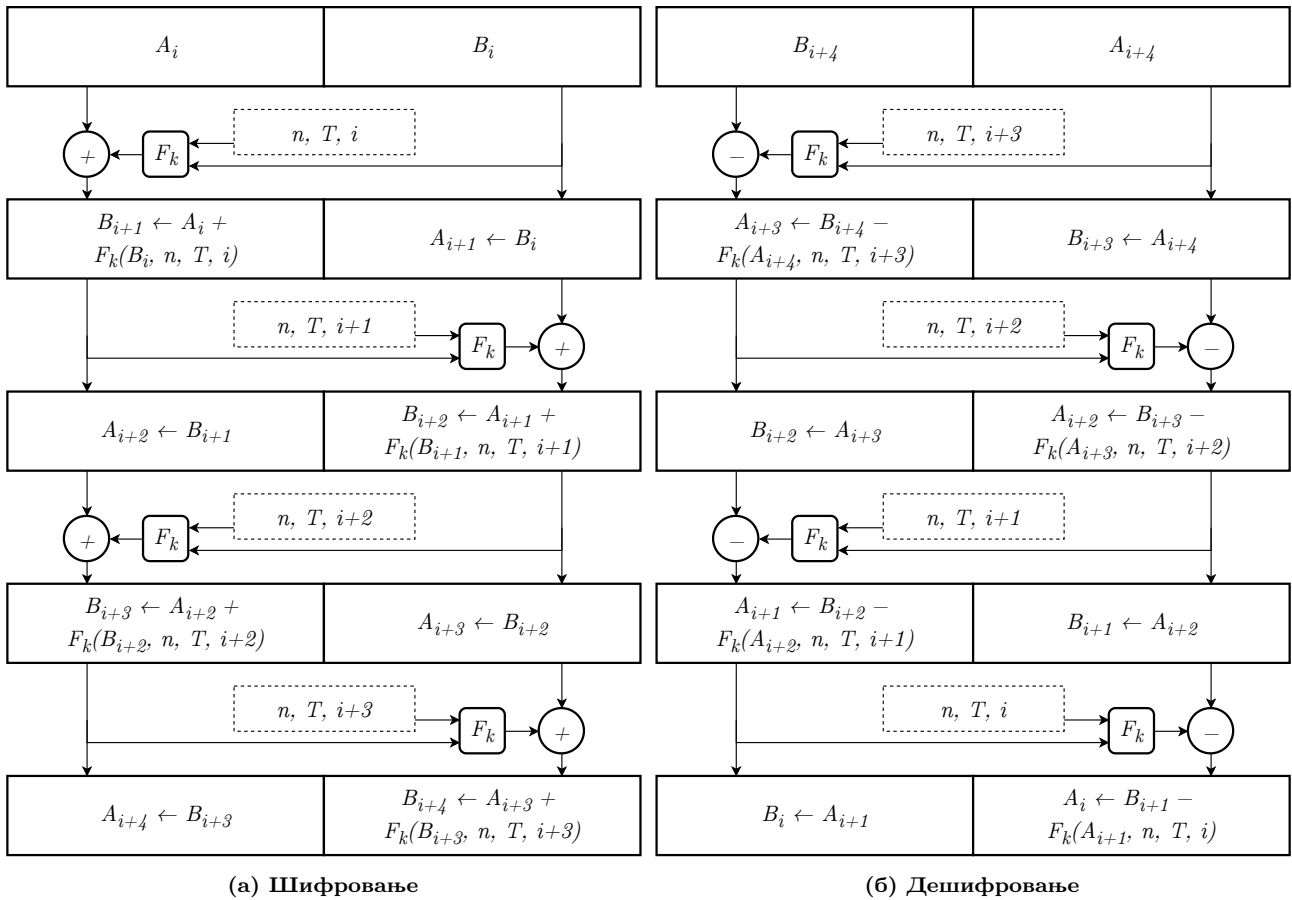 A_i
B_i
n, T, i
F_k
+
B_{i+1} ← A_i +
F_k(B_i, n, T, i)
A_{i+1} ← B_i
n, T, i+1
F_k
+
A_{i+2} ← B_{i+1}
B_{i+2} ← A_{i+1} +
F_k(B_{i+1}, n, T, i+1)
n, T, i+2
F_k
+
B_{i+3} ← A_{i+2} +
F_k(B_{i+2}, n, T, i+2)
A_{i+3} ← B_{i+2}
n, T, i+3
F_k
+
A_{i+4} ← B_{i+3}
B_{i+4} ← A_{i+3} +
F_k(B_{i+3}, n, T, i+3)
(а) Шифровање
B_{i+4}
A_{i+4}
n, T, i+3
F_k
−
A_{i+3} ← B_{i+4} −
F_k(A_{i+4}, n, T, i+3)
B_{i+3} ← A_{i+4}
n, T, i+2
F_k
−
B_{i+2} ← A_{i+3}
A_{i+2} ← B_{i+3} −
F_k(A_{i+3}, n, T, i+2)
n, T, i+1
F_k
−
A_{i+1} ← B_{i+2} −
F_k(A_{i+2}, n, T, i+1)
B_{i+1} ← A_{i+2}
n, T, i
F_k
−
B_i ← A_{i+1}
A_i ← B_{i+1} −
F_k(A_{i+1}, n, T, i)
(б) Дешифровање